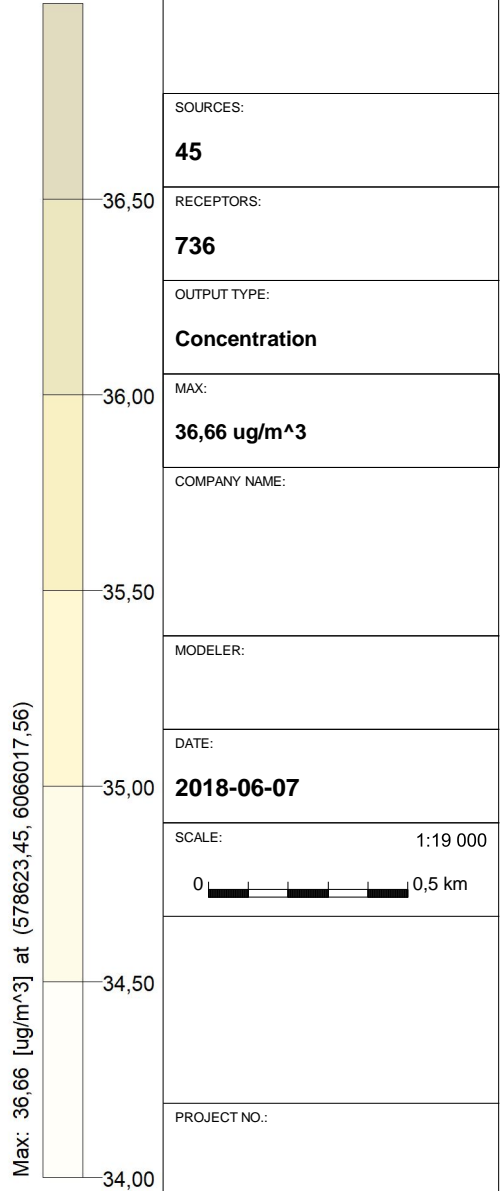 36,50
36,00
35,50
35,00
34,50
34,00
Max: 36,66 [ug/m^3] at (578623,45, 6066017,56)
SOURCES:
45
RECEPTORS:
736
OUTPUT TYPE:
Concentration
MAX:
36,66 ug/m^3
COMPANY NAME:
MODELER:
DATE:
2018-06-07
SCALE: 1:19 000
0 0,5 km
PROJECT NO.: